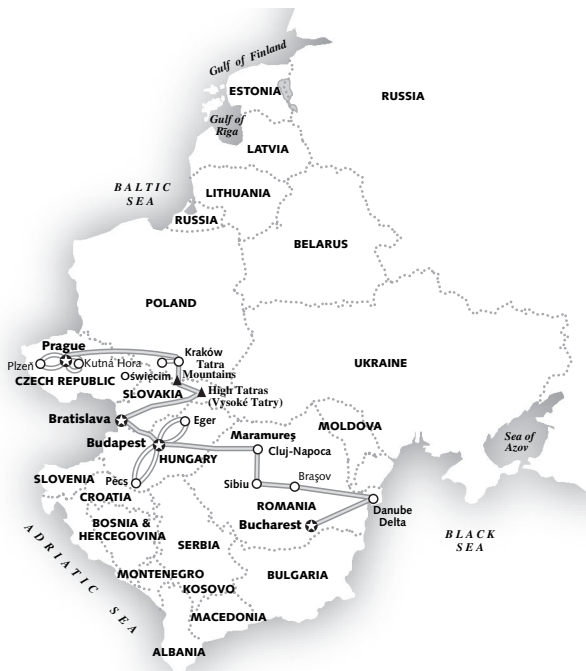 Gulf of Finland
ESTONIA
RUSSIA
Gulf of
Rīga
LATVIA
BALTIC
SEA
LITHUANIA
RUSSIA
BELARUS
POLAND
Prague
Kraków
Plzeň
Kutná Hora
Tatra
Mountains
Oświęcim
CZECH REPUBLIC
UKRAINE
SLOVAKIA
High Tatras
(Vysoké Tatry)
Bratislava
Eger
MOLDOVA
Budapest
Maramureş
Sea of
Azov
HUNGARY
Cluj-Napoca
SLOVENIA
Pécs
Sibiu
Braşov
CROATIA
ROMANIA
Danube
Delta
Bucharest
BOSNIA &
HERCEGOVINA
BLACK
SEA
ADRIATIC SEA
SERBIA
MONTENEGRO
BULGARIA
KOSOVO
MACEDONIA
ALBANIA